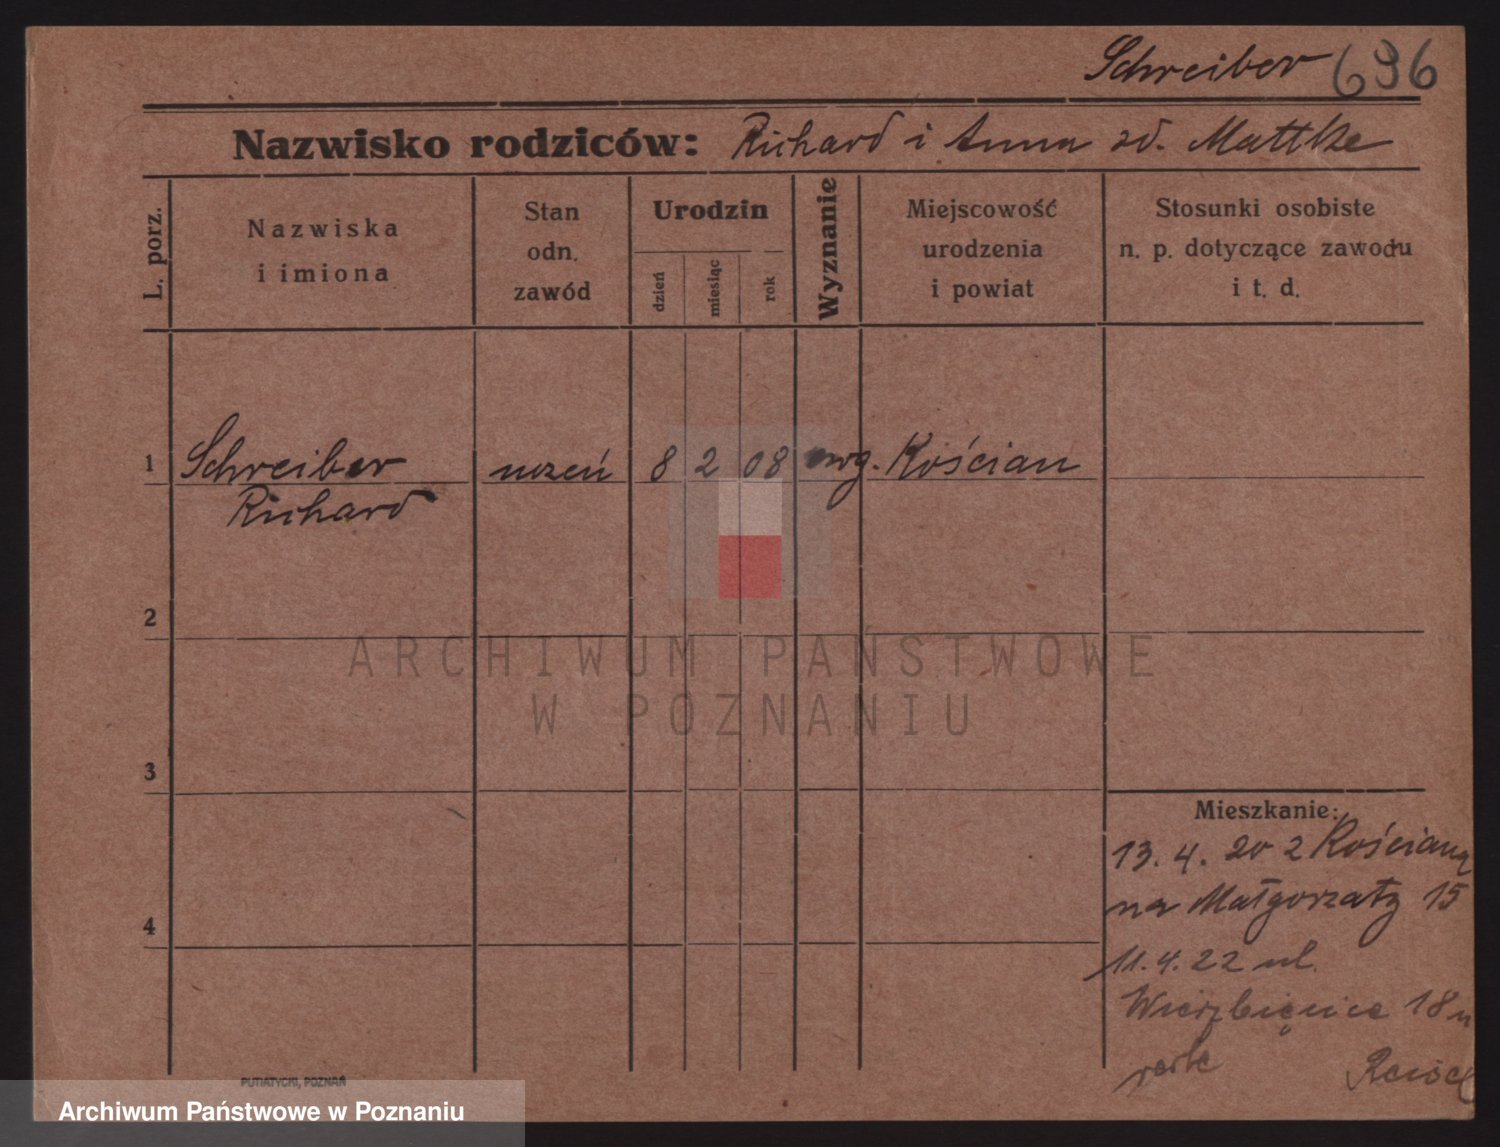 Schreiber 696
Nazwisko rodziców: Richard i Anna zd. Mattke
L. porz.
Nazwiska
i imiona
Stan
odn.
zawód
Urodzin
dzień
miesiąc
rok
Wyznanie
Miejscowość
urodzenia
i powiat
Stosunki osobiste
n. p. dotyczące zawodu
i t. d.
1 Schreiber uczeń 8 2 08 ewg. Kościan
Richard
2
3
4
Mieszkanie:
13. 4. 20 z Kościana
na Małgorzaty 15
11. 4. 22 ul.
Wierzbięcice 18 u
PUTIATYCKI, POZNAŃ
ARCHIWUM PAŃSTWOWE
W POZNANIU
Archiwum Państwowe w Poznaniu